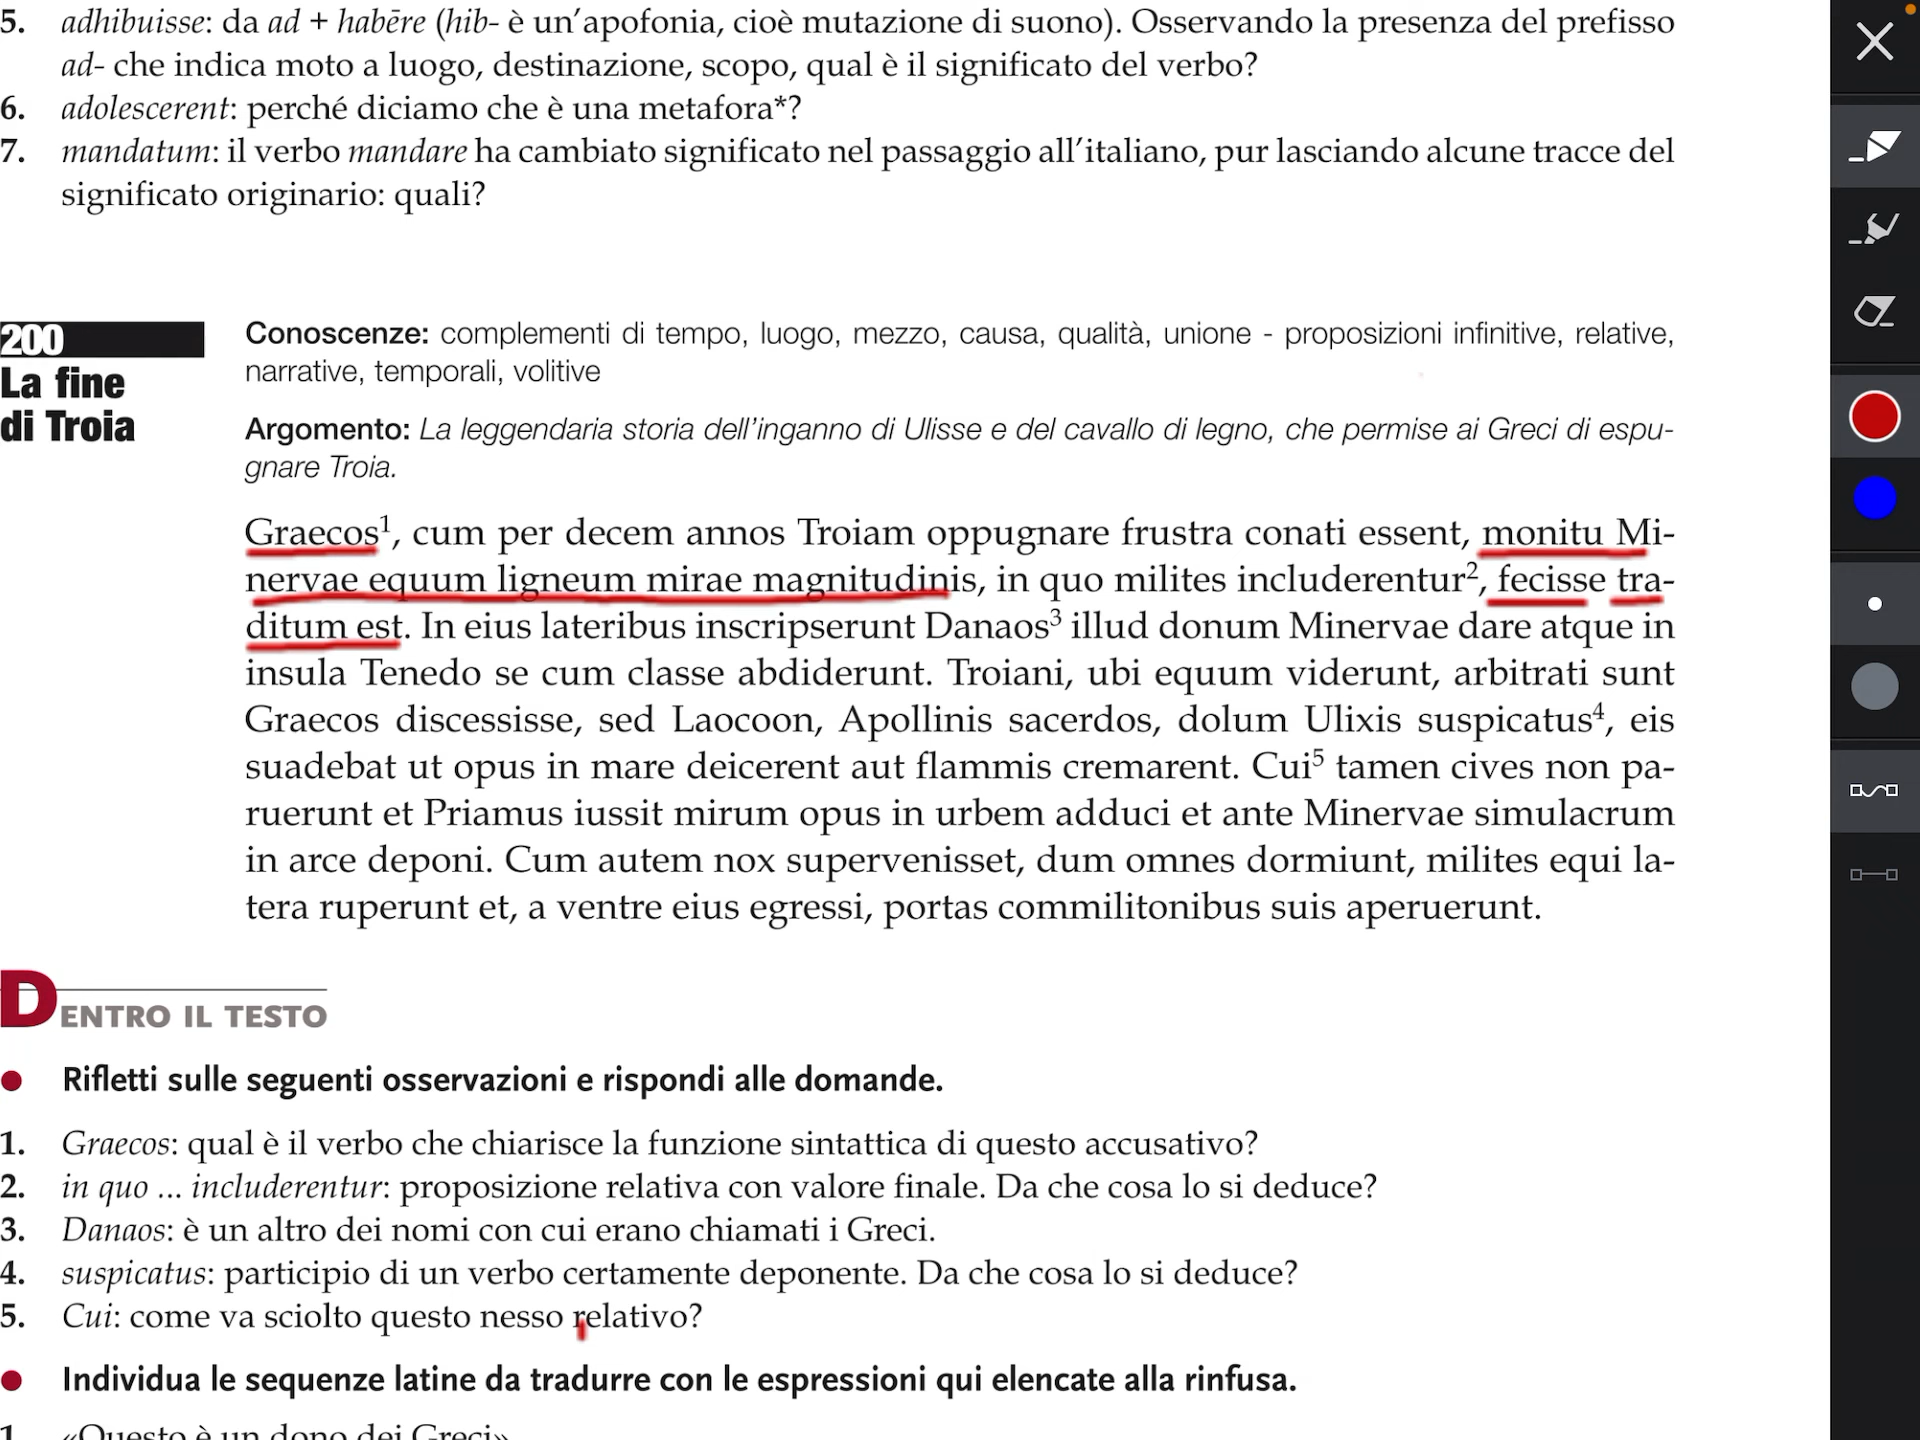 5. adhibuisse: da ad + habēre (hib- è un'apofonia, cioè mutazione di suono). Osservando la presenza del prefisso
ad- che indica moto a luogo, destinazione, scopo, qual è il significato del verbo?
6. adolescerent: perché diciamo che è una metafora*?
7. mandatum: il verbo mandare ha cambiato significato nel passaggio all'italiano, pur lasciando alcune tracce del
significato originario: quali?
200
La fine
di Troia
Conoscenze: complementi di tempo, luogo, mezzo, causa, qualità, unione - proposizioni infinitive, relative,
narrative, temporali, volitive
Argomento: La leggendaria storia dell'inganno di Ulisse e del cavallo di legno, che permise ai Greci di espu-
gnare Troia.
Graecos¹, cum per decem annos Troiam oppugnare frustra conati essent, monitu Mi-
nervae equum ligneum mirae magnitudinis, in quo milites includerentur², fecisse tra-
ditum est. In eius lateribus inscripserunt Danaos³ illud donum Minervae dare atque in
insula Tenedo se cum classe abdiderunt. Troiani, ubi equum viderunt, arbitrati sunt
Graecos discessisse, sed Laocoon, Apollinis sacerdos, dolum Ulixis suspicatus⁴, eis
suadebat ut opus in mare deicerent aut flammis cremarent. Cui⁵ tamen cives non pa-
ruerunt et Priamus iussit mirum opus in urbem adduci et ante Minervae simulacrum
in arce deponi. Cum autem nox supervenisset, dum omnes dormiunt, milites equi la-
tera ruperunt et, a ventre eius egressi, portas commilitonibus suis aperuerunt.
DENTRO IL TESTO
● Rifletti sulle seguenti osservazioni e rispondi alle domande.
1. Graecos: qual è il verbo che chiarisce la funzione sintattica di questo accusativo?
2. in quo ... includerentur: proposizione relativa con valore finale. Da che cosa lo si deduce?
3. Danaos: è un altro dei nomi con cui erano chiamati i Greci.
4. suspicatus: participio di un verbo certamente deponente. Da che cosa lo si deduce?
5. Cui: come va sciolto questo nesso relativo?
● Individua le sequenze latine da tradurre con le espressioni qui elencate alla rinfusa.
1. «Questo è un dono dei Greci»